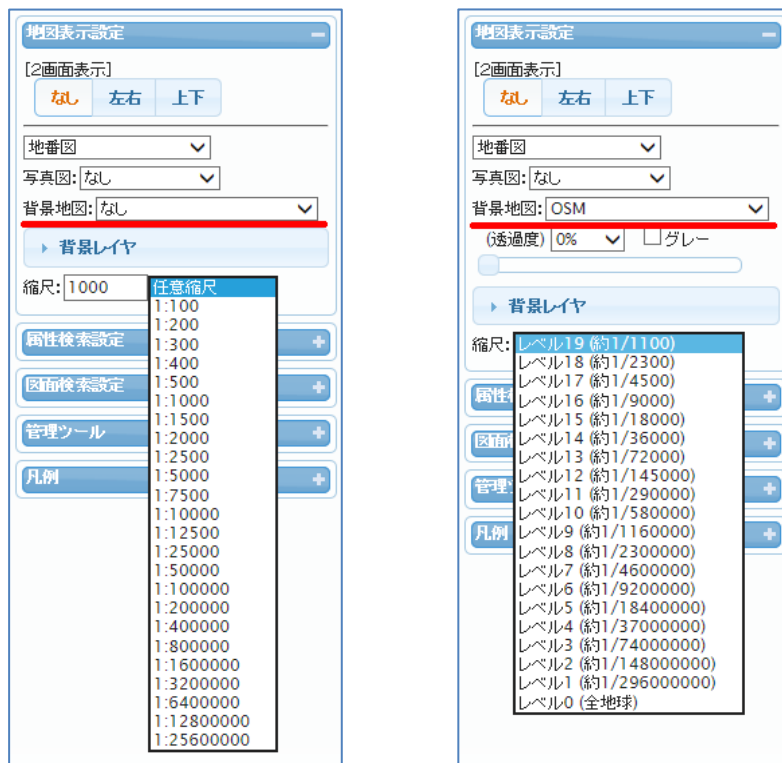 地図表示設定
[2画面表示]
なし 左右 上下
地番図
写真図: なし
背景地図: なし
背景レイヤ
縮尺: 1000 任意縮尺
1:100
1:200
1:300
1:400
1:500
1:1000
1:1500
1:2000
1:2500
1:5000
1:7500
1:10000
1:12500
1:25000
1:50000
1:100000
1:200000
1:400000
1:800000
1:1600000
1:3200000
1:6400000
1:12800000
1:25600000
属性検索設定
図面検索設定
管理ツール
凡例
地図表示設定
[2画面表示]
なし 左右 上下
地番図
写真図: なし
背景地図: OSM
(透過度) 0% グレー
背景レイヤ
縮尺: レベル19 (約1/1100)
レベル18 (約1/2300)
レベル17 (約1/4500)
レベル16 (約1/9000)
レベル15 (約1/18000)
レベル14 (約1/36000)
レベル13 (約1/72000)
レベル12 (約1/145000)
レベル11 (約1/290000)
レベル10 (約1/580000)
レベル9 (約1/1160000)
レベル8 (約1/2300000)
レベル7 (約1/4600000)
レベル6 (約1/9200000)
レベル5 (約1/18400000)
レベル4 (約1/37000000)
レベル3 (約1/74000000)
レベル2 (約1/148000000)
レベル1 (約1/296000000)
レベル0 (全地球)
属性
図面
管理
凡例